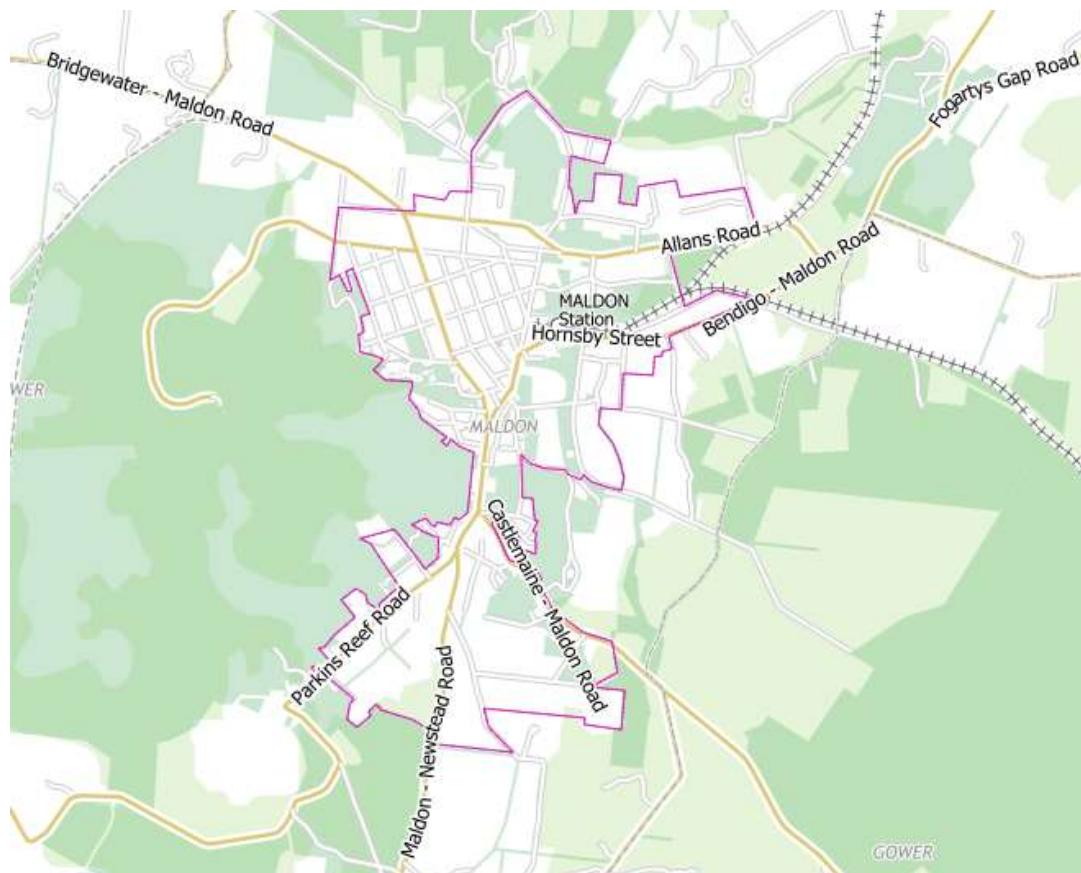 Bridgewater - Maldon Road
Fogartys Gap Road
Allans Road
Bendigo - Maldon Road
MALDON
Station
Hornsby Street
WER
MALDON
Castlemaine - Maldon Road
Parkins Reef Road
Maldon - Newstead Road
GOWER